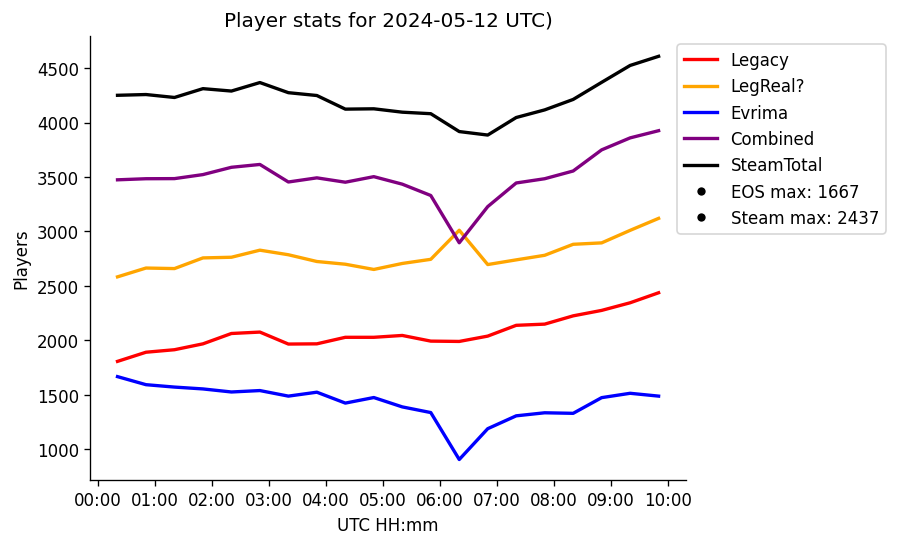 Player stats for 2024-05-12 UTC)
4500
4000
3500
3000
2500
2000
1500
1000
Players
00:00 01:00 02:00 03:00 04:00 05:00 06:00 07:00 08:00 09:00 10:00
UTC HH:mm
Legacy
LegReal?
Evrima
Combined
SteamTotal
EOS max: 1667
Steam max: 2437